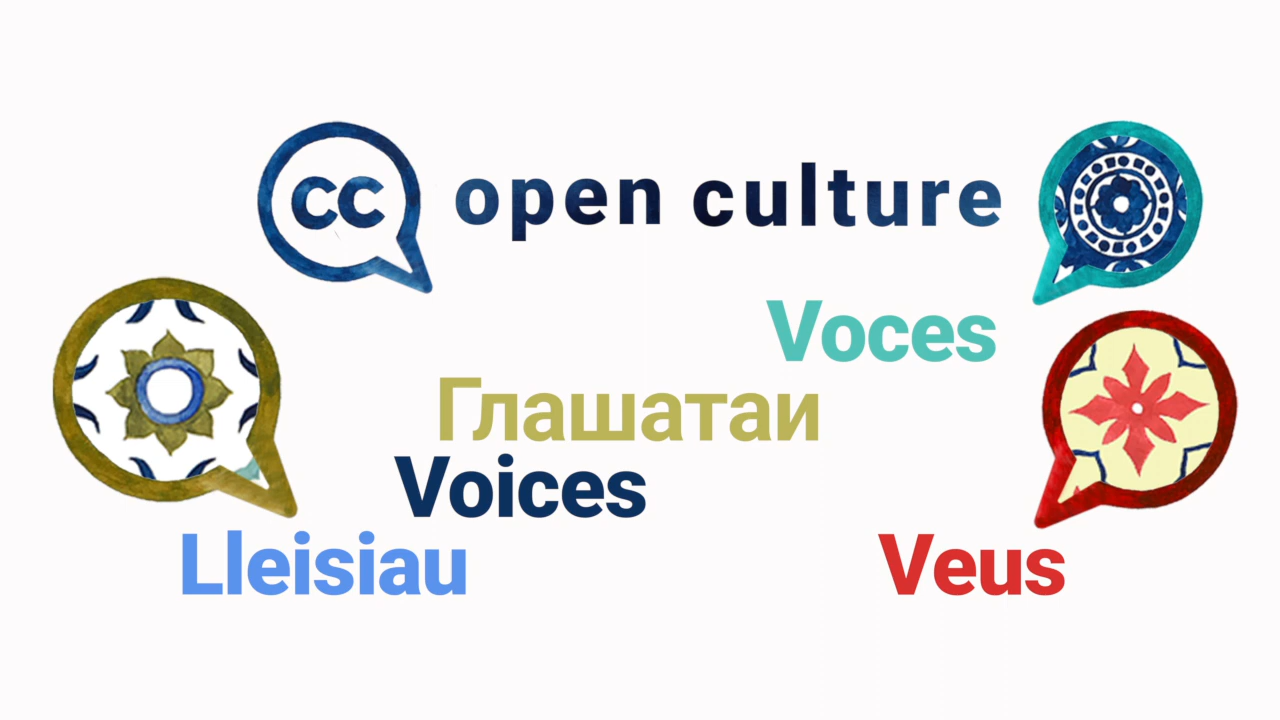 cc open culture
Voces
Глашатаи
Voices
Lleisiau
Veus